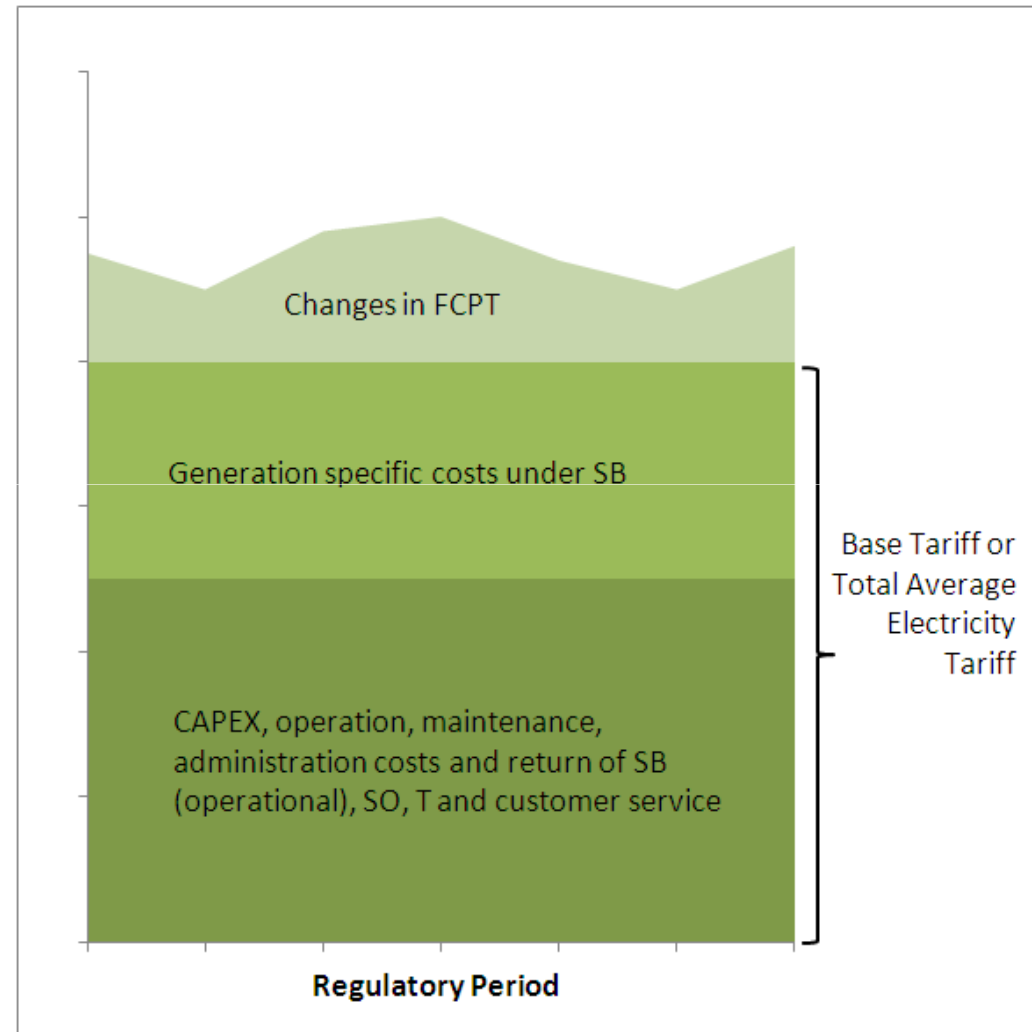 Changes in FCPT
Generation specific costs under SB
Base Tariff or
Total Average
Electricity
Tariff
CAPEX, operation, maintenance,
administration costs and return of SB
(operational), SO, T and customer service
Regulatory Period